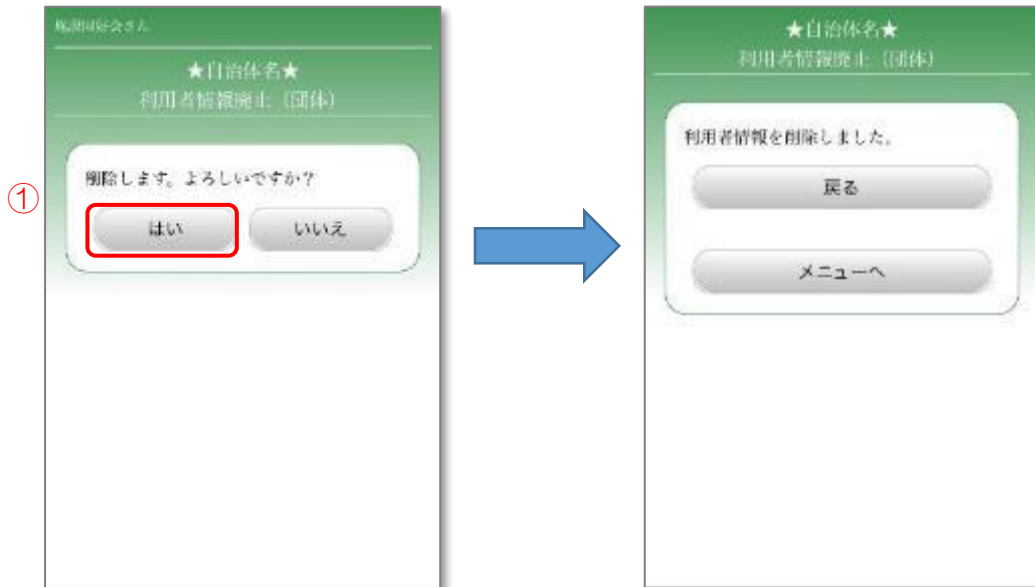 ★自治体名★
利用者情報廃止（団体）
①
削除します。よろしいですか？
はい
いいえ
★自治体名★
利用者情報廃止（団体）
利用者情報を削除しました。
戻る
メニューへ